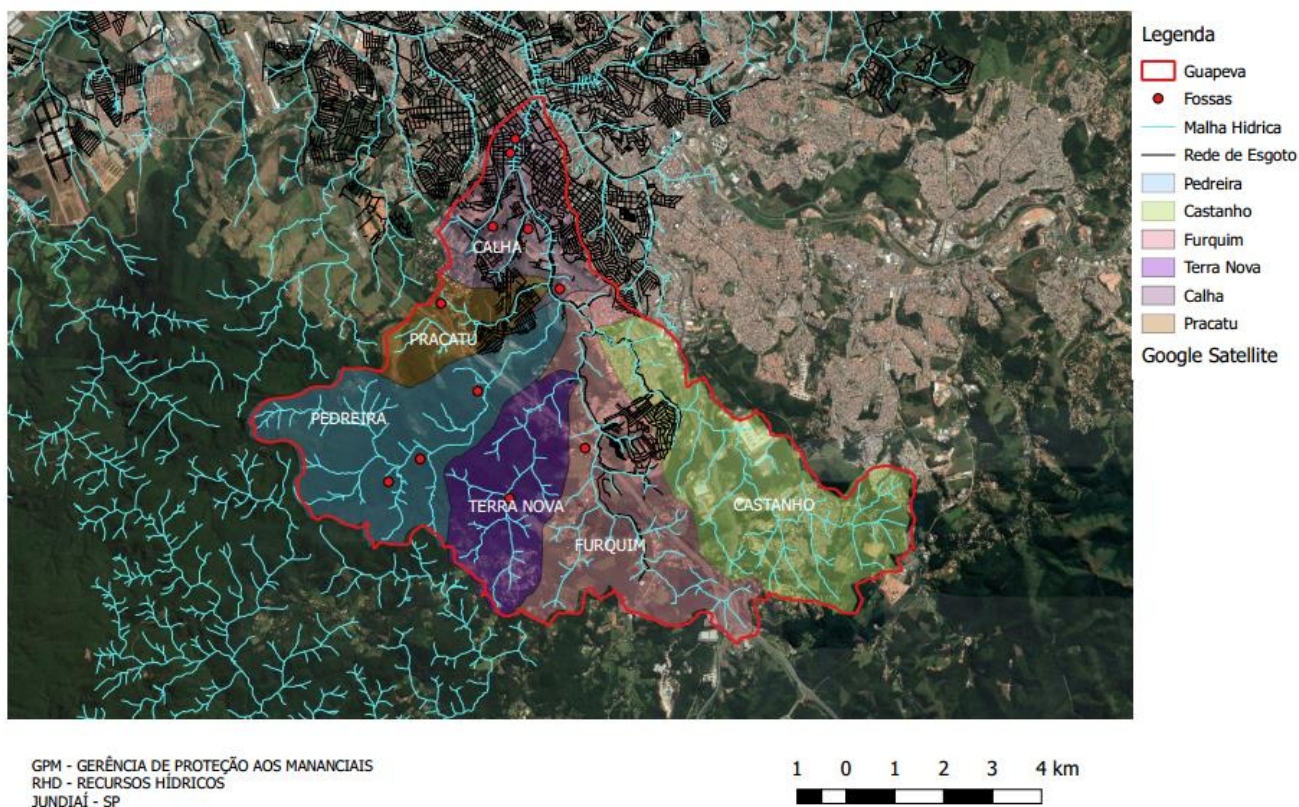 Legenda
Guapeva
Fossas
Malha Hidrica
Rede de Esgoto
Pedreira
Castanho
Furquim
Terra Nova
Calha
Pracatu
Google Satellite
CALHA
PRACATU
PEDREIRA
TERRA NOVA
CASTANHO
FURQUIM
GPM - GERÊNCIA DE PROTEÇÃO AOS MANANCIAIS
RHD - RECURSOS HÍDRICOS
JUNDIAÍ - SP
1 0 1 2 3 4 km